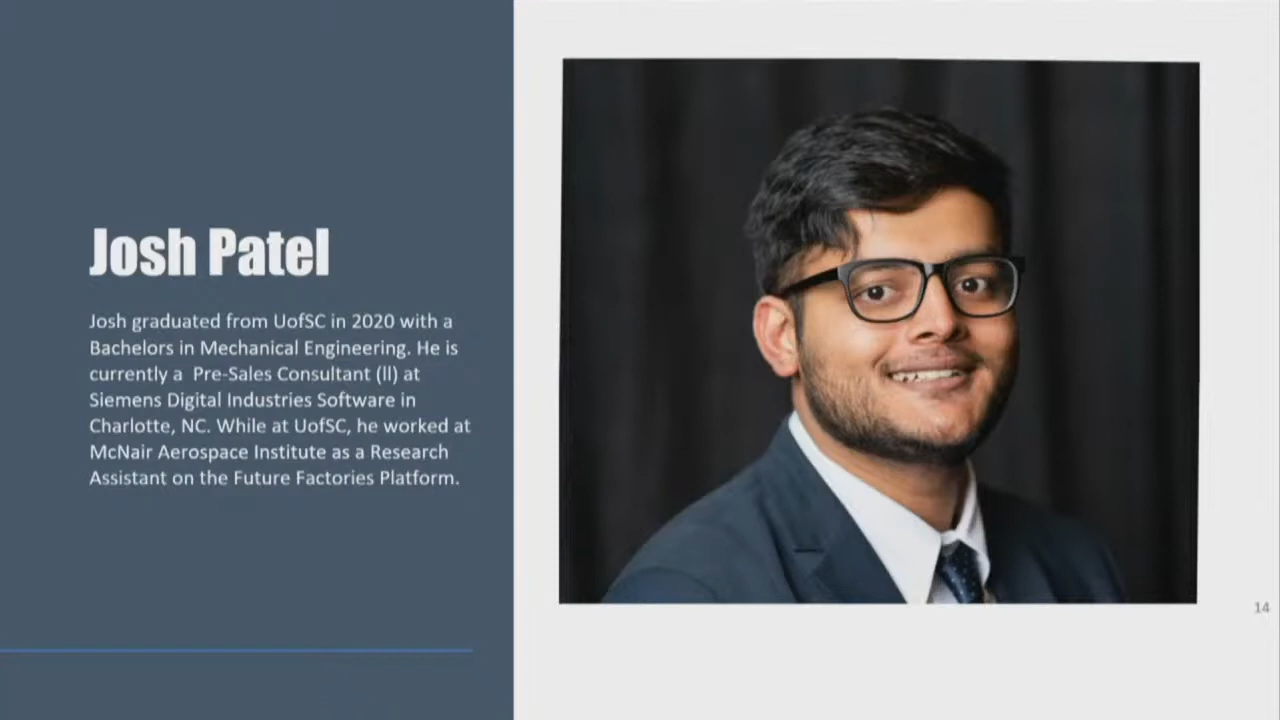 Josh Patel
Josh graduated from UofSC in 2020 with a
Bachelors in Mechanical Engineering. He is
currently a  Pre-Sales Consultant (ll) at
Siemens Digital Industries Software in
Charlotte, NC. While at UofSC, he worked at
McNair Aerospace Institute as a Research
Assistant on the Future Factories Platform.
14